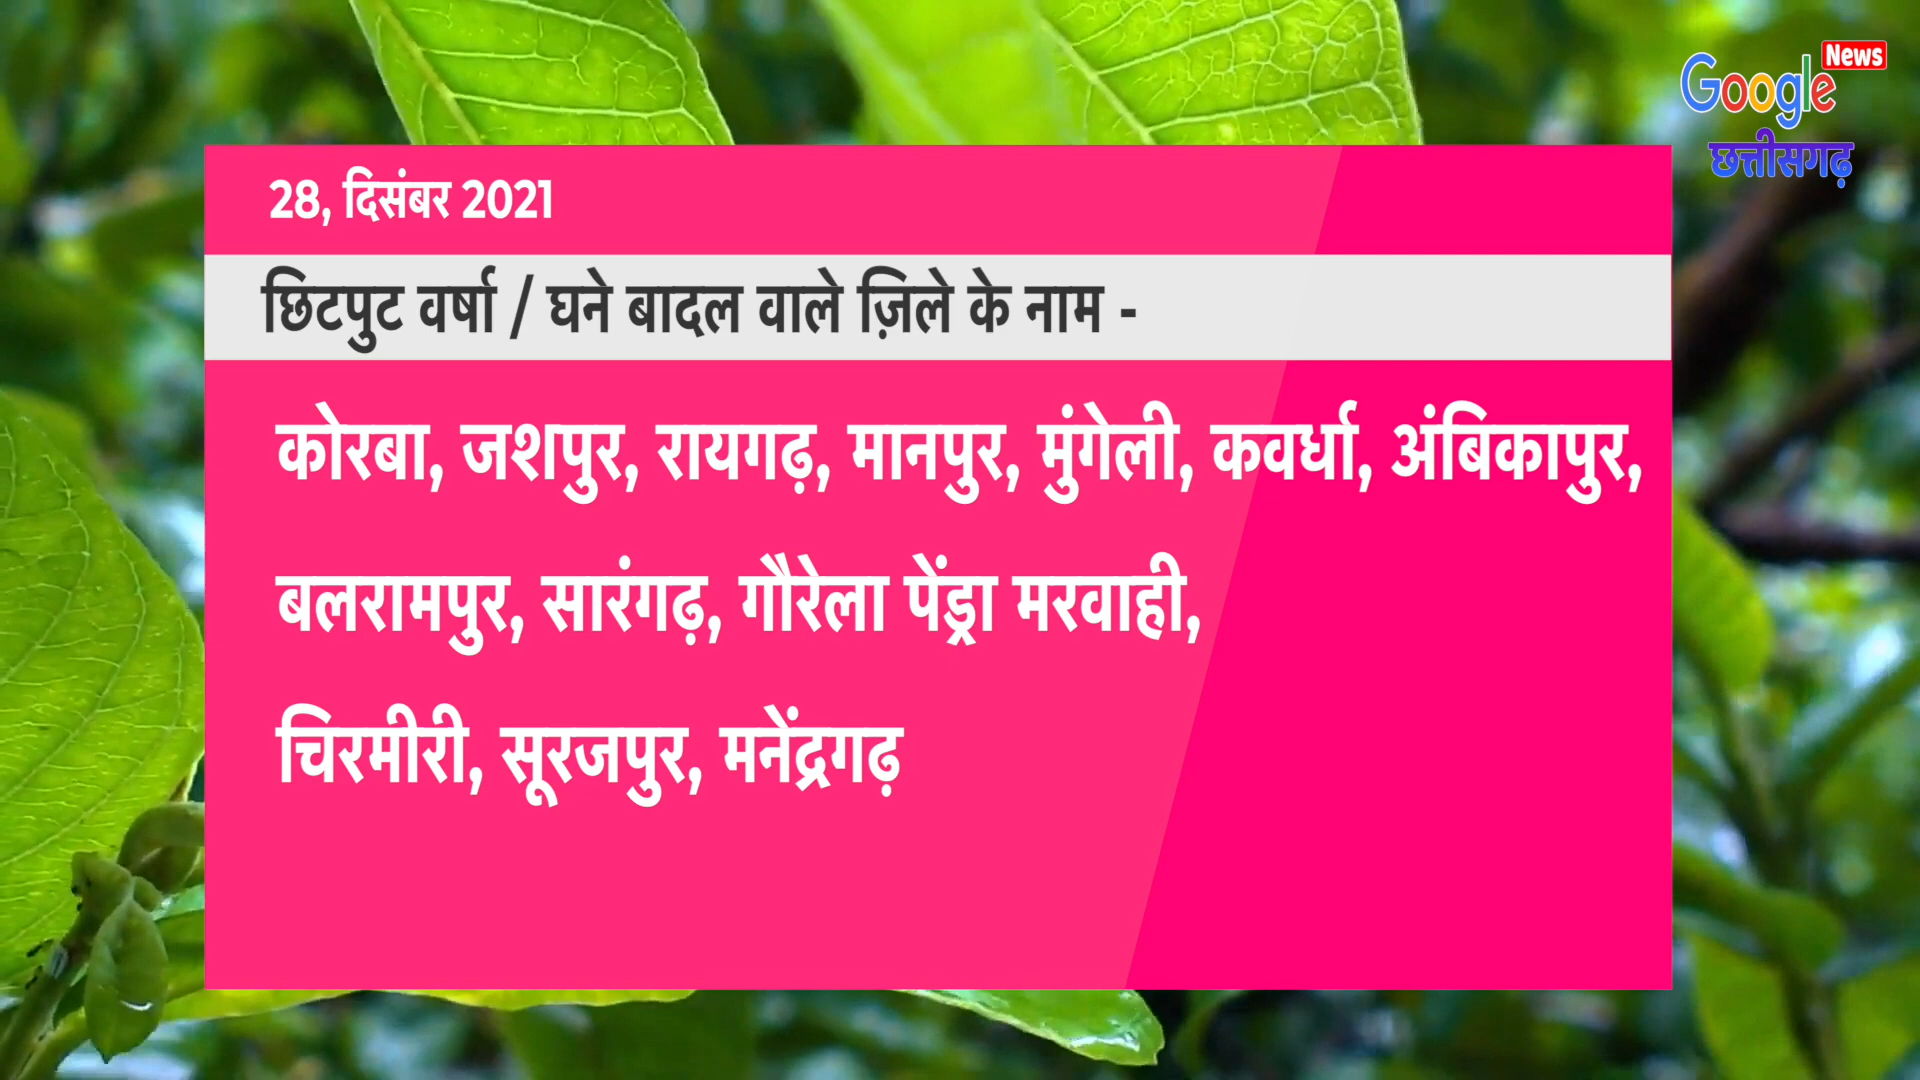 Google News
छत्तीसगढ़
28, दिसंबर 2021
छिटपुट वर्षा / घने बादल वाले ज़िले के नाम -
कोरबा, जशपुर, रायगढ़, मानपुर, मुंगेली, कवर्धा, अंबिकापुर,
बलरामपुर, सारंगढ़, गौरेला पेंड्रा मरवाही,
चिरमीरी, सूरजपुर, मनेंद्रगढ़